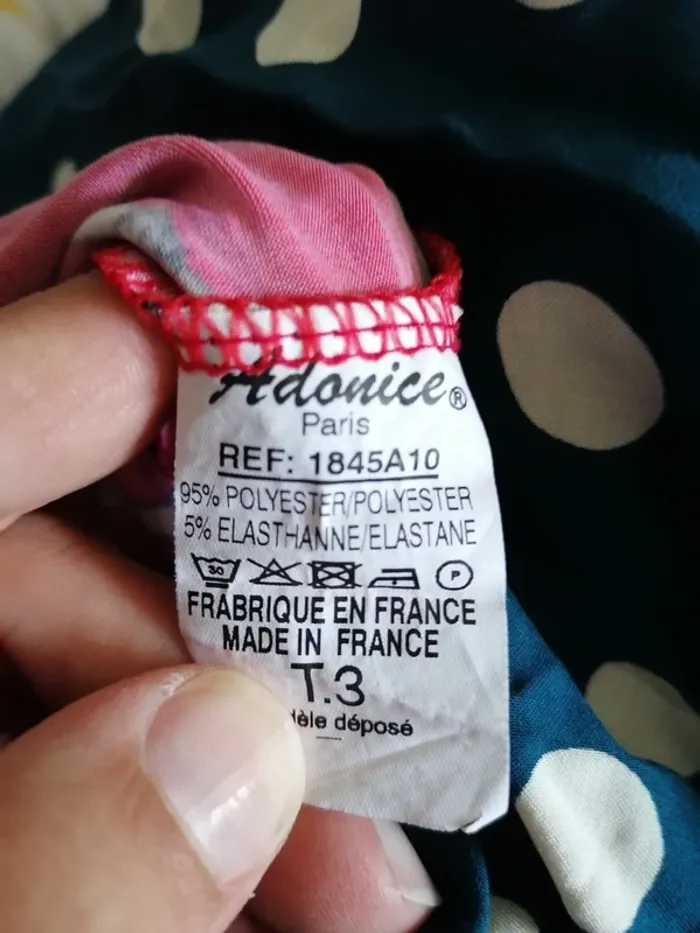 Adonice®
Paris
REF: 1845A10
95% POLYESTER/POLYESTER
5% ELASTHANNE/ELASTANE
30 P
FRABRIQUE EN FRANCE
MADE IN FRANCE
T.3
déposé